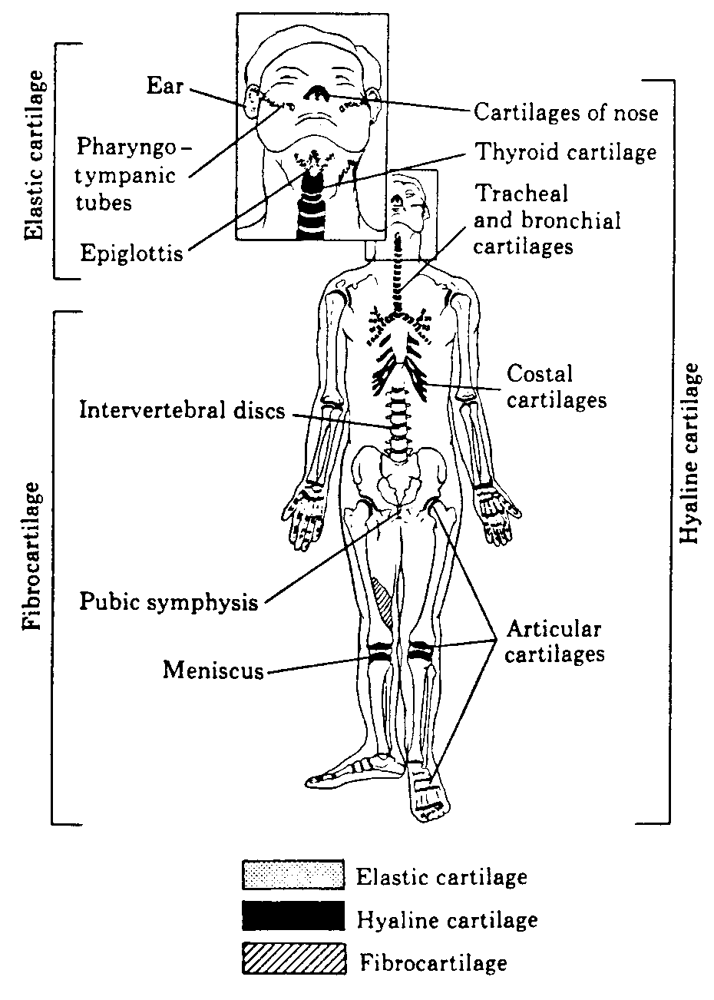 Elastic cartilage
Ear
Pharyngo-
tympanic
tubes
Epiglottis
Cartilages of nose
Thyroid cartilage
Tracheal
and bronchial
cartilages
Costal
cartilages
Hyaline cartilage
Fibrocartilage
Intervertebral discs
Pubic symphysis
Meniscus
Articular
cartilages
Elastic cartilage
Hyaline cartilage
Fibrocartilage